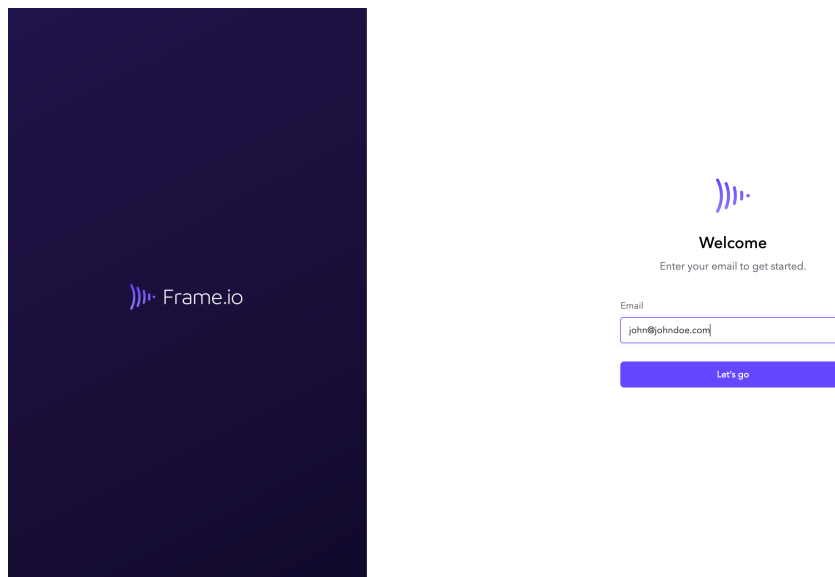 Frame.io
Welcome
Enter your email to get started.
Email
john@johndoe.com
Let's go